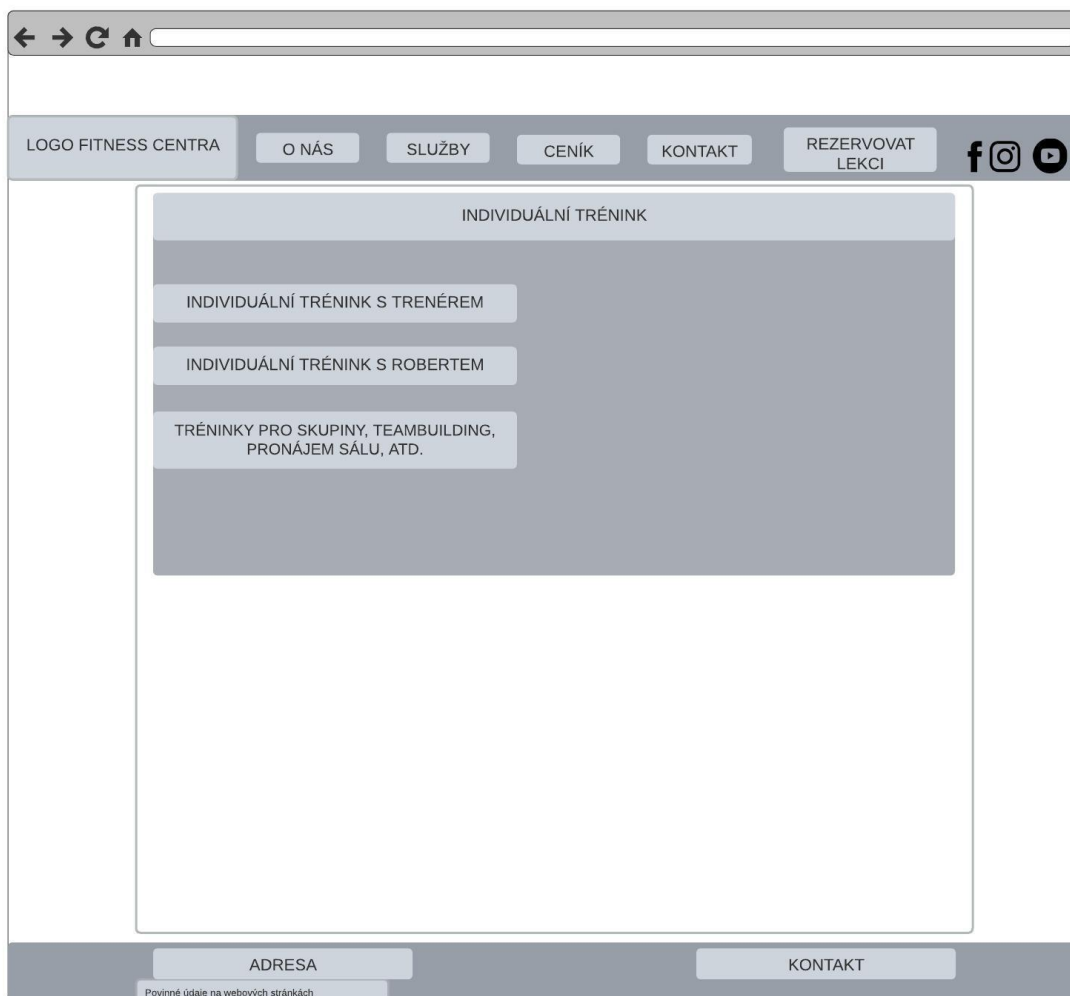 LOGO FITNESS CENTRA
O NÁS
SLUŽBY
CENÍK
KONTAKT
REZERVOVAT
LEKCI
INDIVIDUÁLNÍ TRÉNINK
INDIVIDUÁLNÍ TRÉNINK S TRENÉREM
INDIVIDUÁLNÍ TRÉNINK S ROBERTEM
TRÉNINKY PRO SKUPINY, TEAMBUILDING,
PRONÁJEM SÁLU, ATD.
ADRESA
KONTAKT
Povinné údaje na webových stránkách